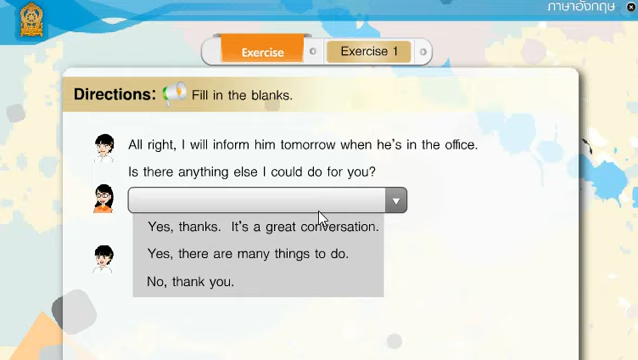 ภาษาอังกฤษ
Exercise
Exercise 1
Directions: Fill in the blanks.
All right, I will inform him tomorrow when he's in the office.
Is there anything else I could do for you?
Yes, thanks. It's a great conversation.
Yes, there are many things to do.
No, thank you.